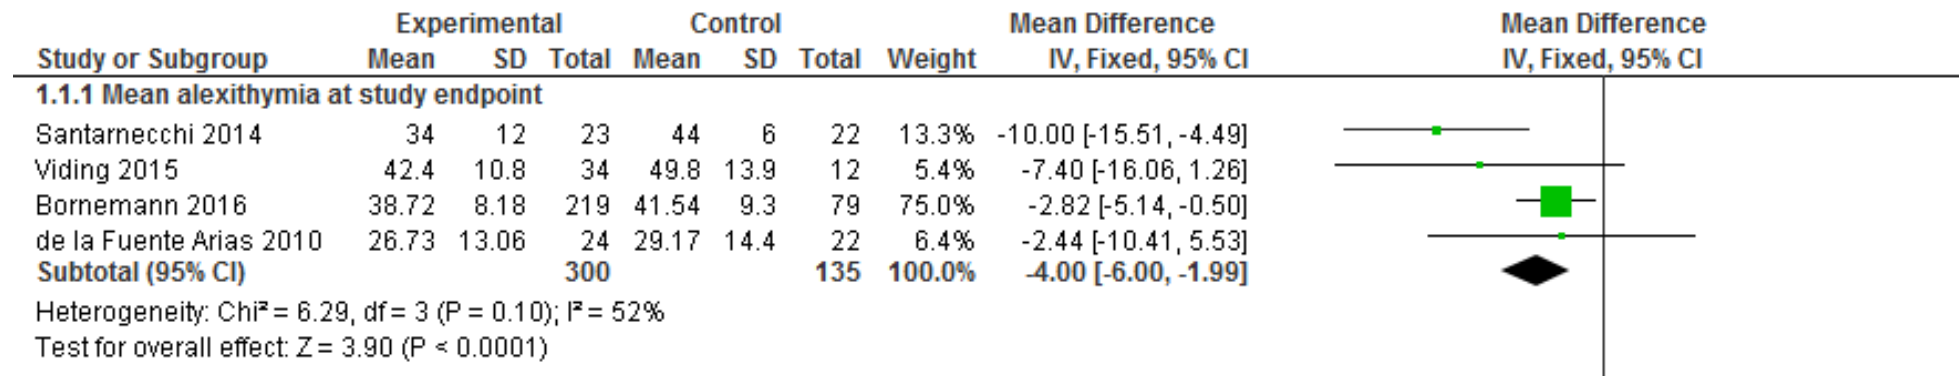 Experimental Control Mean Difference Mean Difference
Study or Subgroup Mean SD Total Mean SD Total Weight IV, Fixed, 95% CI IV, Fixed, 95% CI
1.1.1 Mean alexithymia at study endpoint
Santarnecchi 2014 34 12 23 44 6 22 13.3% -10.00 [-15.51, -4.49]
Viding 2015 42.4 10.8 34 49.8 13.9 12 5.4% -7.40 [-16.06, 1.26]
Bornemann 2016 38.72 8.18 219 41.54 9.3 79 75.0% -2.82 [-5.14, -0.50]
de la Fuente Arias 2010 26.73 13.06 24 29.17 14.4 22 6.4% -2.44 [-10.41, 5.53]
Subtotal (95% CI) 300 135 100.0% -4.00 [-6.00, -1.99]
Heterogeneity: Chi² = 6.29, df = 3 (P = 0.10); I² = 52%
Test for overall effect: Z = 3.90 (P < 0.0001)